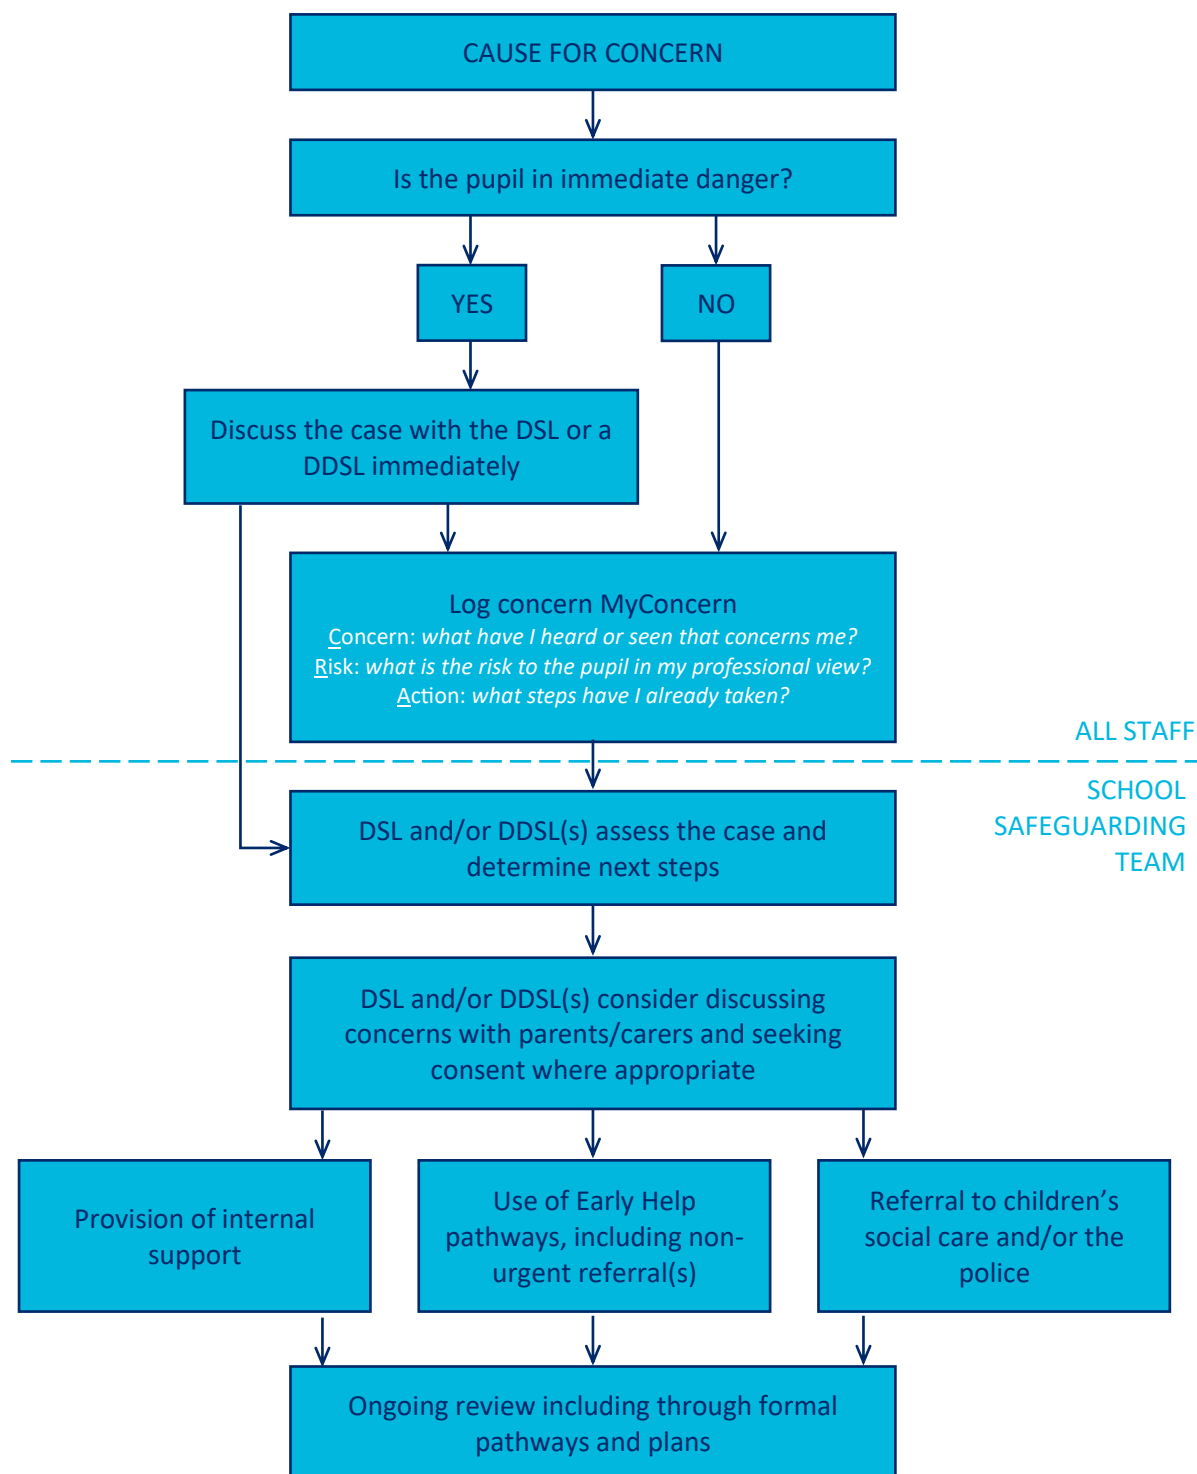 CAUSE FOR CONCERN
Is the pupil in immediate danger?
YES
NO
Discuss the case with the DSL or a
DDSL immediately
Log concern MyConcern
Concern: what have I heard or seen that concerns me?
Risk: what is the risk to the pupil in my professional view?
Action: what steps have I already taken?
ALL STAFF
SCHOOL
SAFEGUARDING
TEAM
DSL and/or DDSL(s) assess the case and
determine next steps
DSL and/or DDSL(s) consider discussing
concerns with parents/carers and seeking
consent where appropriate
Provision of internal
support
Use of Early Help
pathways, including non-
urgent referral(s)
Referral to children’s
social care and/or the
police
Ongoing review including through formal
pathways and plans